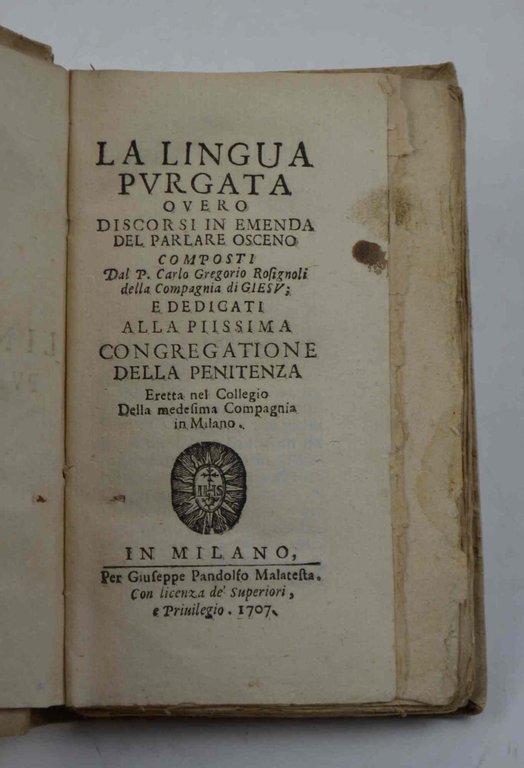 LA LINGUA
PVRGATA
OVERO
DISCORSI IN EMENDA
DEL PARLARE OSCENO
COMPOSTI
Dal P. Carlo Gregorio Rosignoli
della Compagnia di GIESV;
E DEDICATI
ALLA PIISSIMA
CONGREGATIONE
DELLA PENITENZA
Eretta nel Collegio
Della medesima Compagnia
in Milano.
IHS
IN MILANO,
Per Giuseppe Pandolfo Malatesta.
Con licenza de' Superiori,
e Priuilegio. 1707.